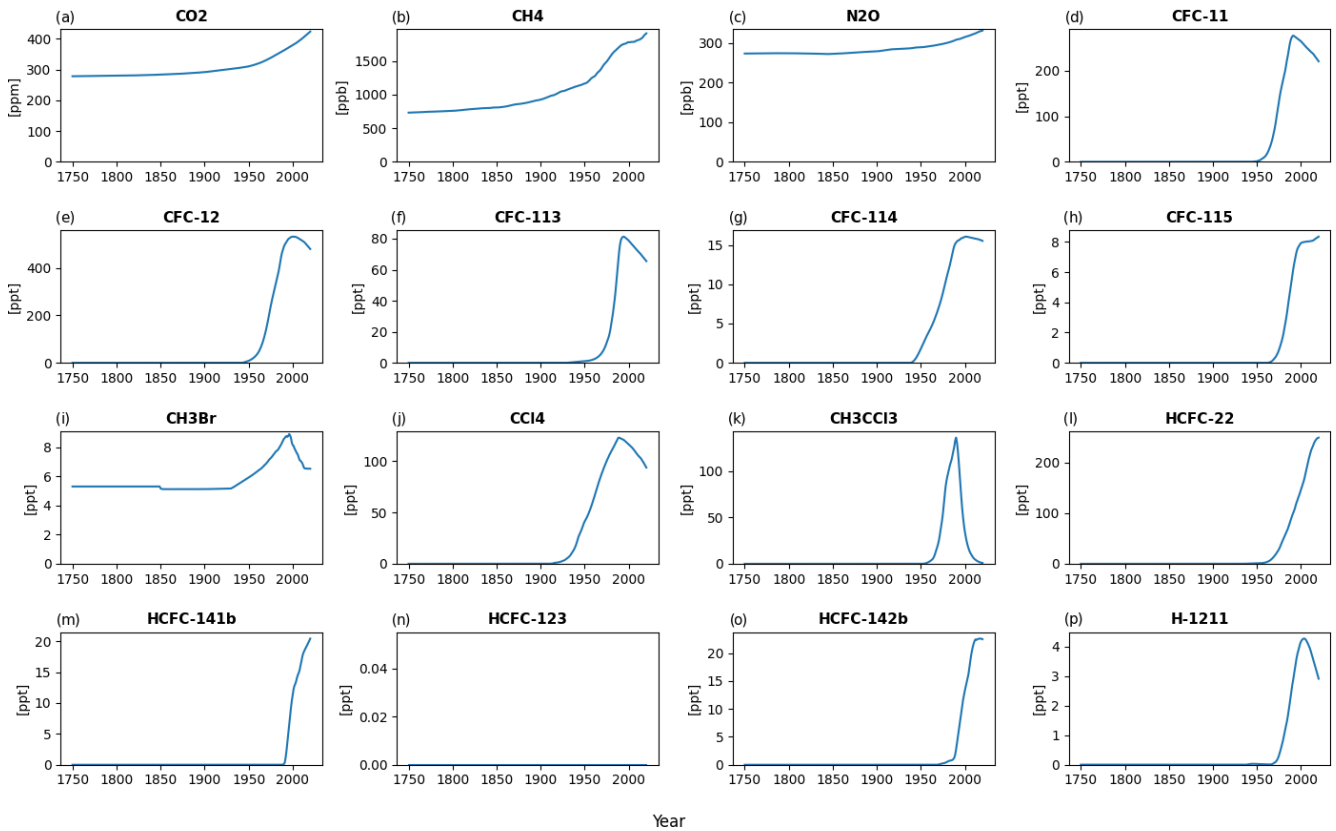 (a) CO2
[ppm]
400
300
200
100
0
1750 1800 1850 1900 1950 2000
(b) CH4
[ppb]
1500
1000
500
0
1750 1800 1850 1900 1950 2000
(c) N2O
[ppb]
300
200
100
0
1750 1800 1850 1900 1950 2000
(d) CFC-11
[ppt]
200
100
0
1750 1800 1850 1900 1950 2000
(e) CFC-12
[ppt]
400
200
0
1750 1800 1850 1900 1950 2000
(f) CFC-113
[ppt]
80
60
40
20
0
1750 1800 1850 1900 1950 2000
(g) CFC-114
[ppt]
15
10
5
0
1750 1800 1850 1900 1950 2000
(h) CFC-115
[ppt]
8
6
4
2
0
1750 1800 1850 1900 1950 2000
(i) CH3Br
[ppt]
8
6
4
2
0
1750 1800 1850 1900 1950 2000
(j) CCl4
[ppt]
100
50
0
1750 1800 1850 1900 1950 2000
(k) CH3CCl3
[ppt]
100
50
0
1750 1800 1850 1900 1950 2000
(l) HCFC-22
[ppt]
200
100
0
1750 1800 1850 1900 1950 2000
(m) HCFC-141b
[ppt]
20
15
10
5
0
1750 1800 1850 1900 1950 2000
(n) HCFC-123
[ppt]
0.04
0.02
0.00
1750 1800 1850 1900 1950 2000
(o) HCFC-142b
[ppt]
20
15
10
5
0
1750 1800 1850 1900 1950 2000
(p) H-1211
[ppt]
4
3
2
1
0
1750 1800 1850 1900 1950 2000
Year